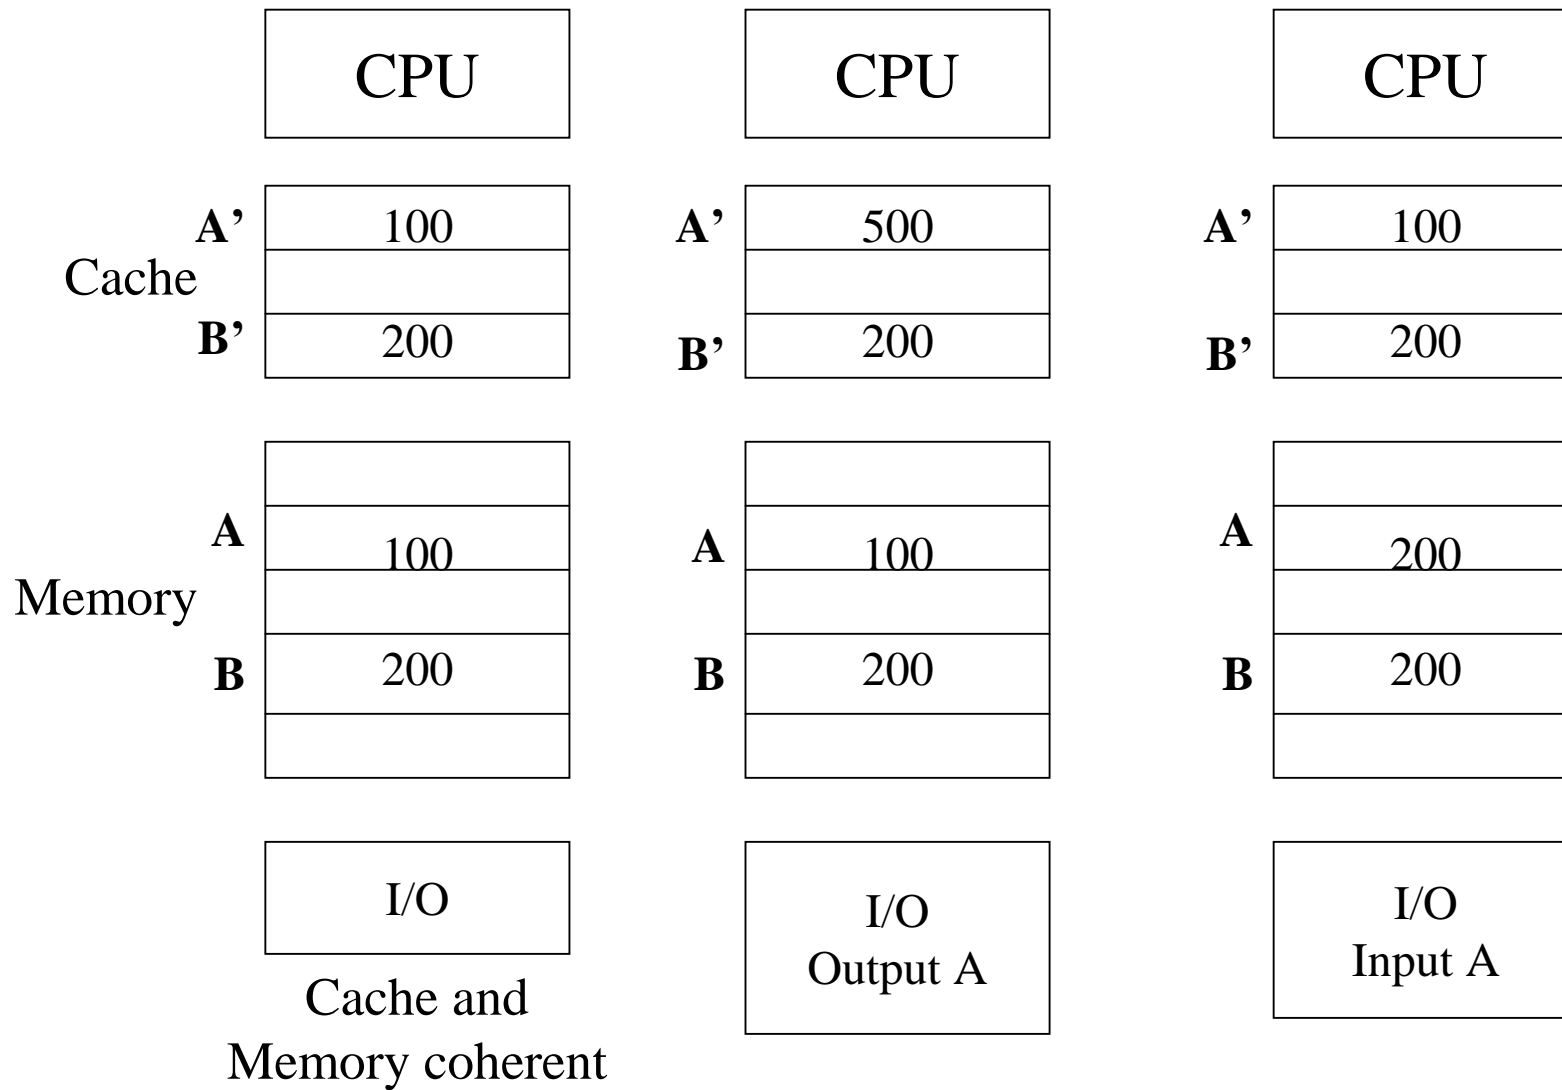 CPU CPU CPU
A’ 100 A’ 500 A’ 100
Cache
B’ 200 B’ 200 B’ 200
A 100 A 100 A 200
Memory
B 200 B 200 B 200
I/O
Cache and
Memory coherent
I/O
Output A
I/O
Input A